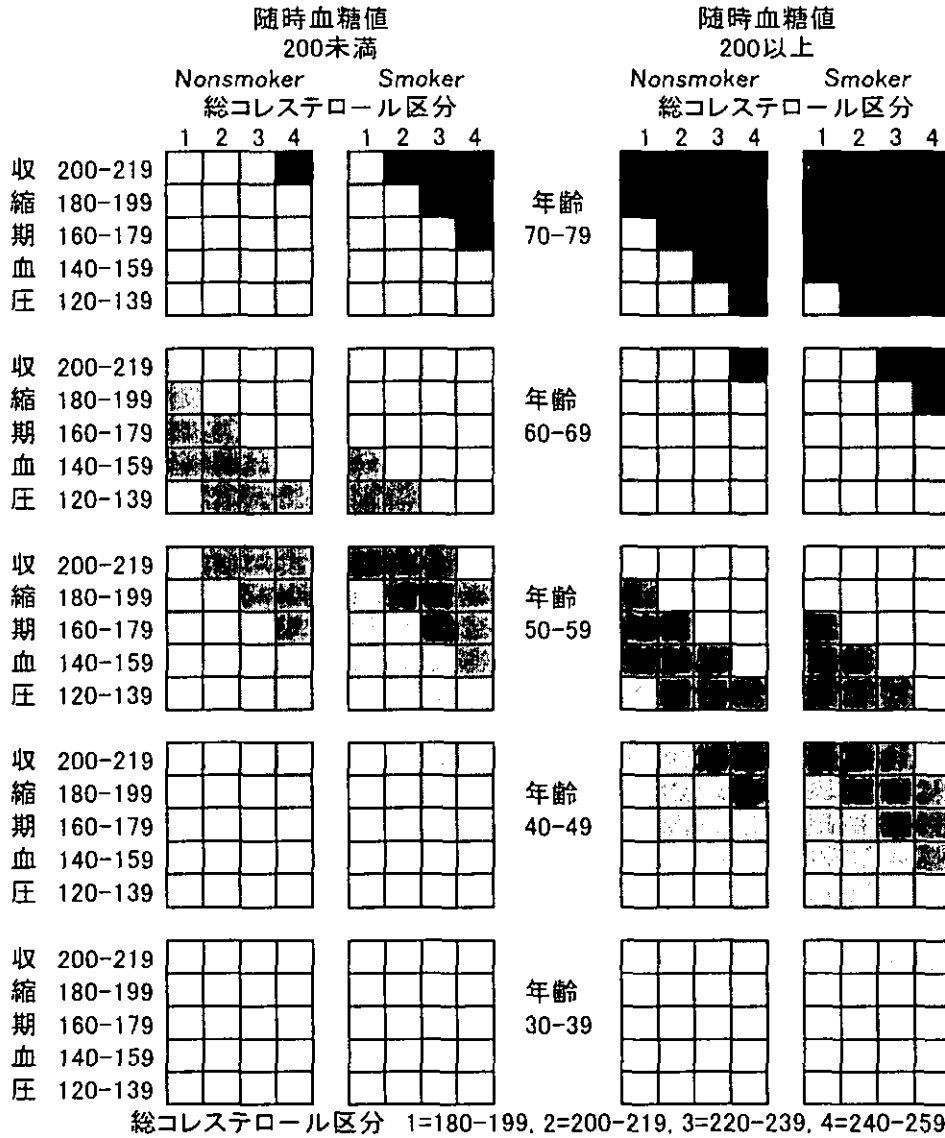 随時血糖値 随時血糖値
200未満 200以上
Nonsmoker Smoker Nonsmoker Smoker
総コレステロール区分 総コレステロール区分
1 2 3 4 1 2 3 4 1 2 3 4 1 2 3 4
収 200-219
縮 180-199 年齢
期 160-179 70-79
血 140-159
圧 120-139
収 200-219
縮 180-199 年齢
期 160-179 60-69
血 140-159
圧 120-139
収 200-219
縮 180-199 年齢
期 160-179 50-59
血 140-159
圧 120-139
収 200-219
縮 180-199 年齢
期 160-179 40-49
血 140-159
圧 120-139
収 200-219
縮 180-199 年齢
期 160-179 30-39
血 140-159
圧 120-139
総コレステロール区分 1=180-199, 2=200-219, 3=220-239, 4=240-259